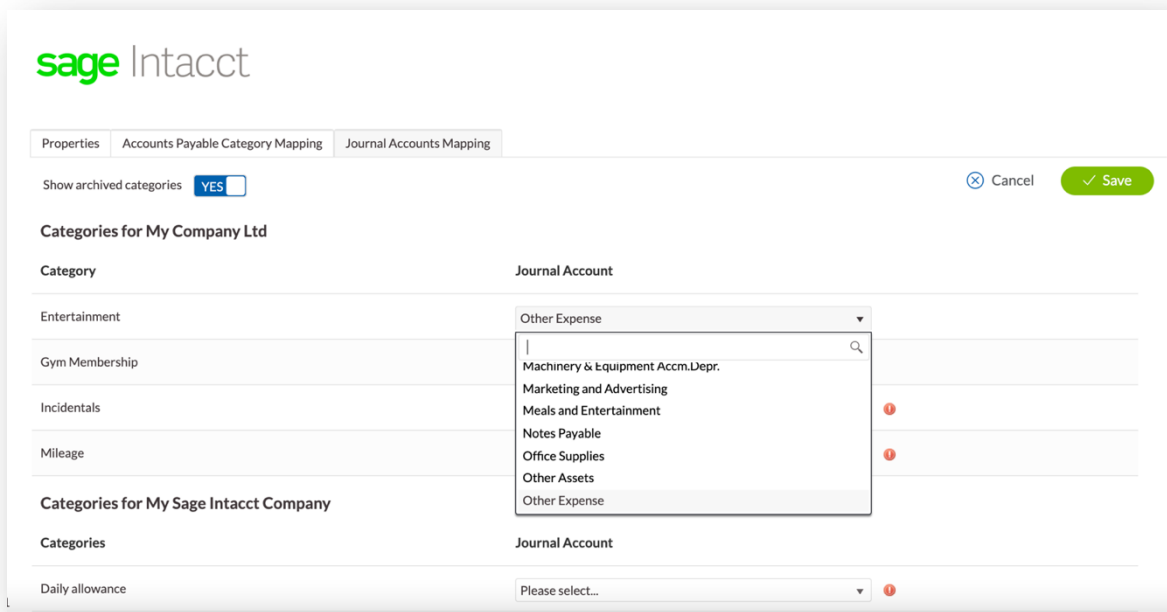 sage Intacct
Properties Accounts Payable Category Mapping Journal Accounts Mapping
Show archived categories YES Cancel Save
Categories for My Company Ltd
Category Journal Account
Entertainment Other Expense
Machinery & Equipment Accm.Depr.
Gym Membership
Marketing and Advertising
Incidentals Meals and Entertainment
Notes Payable
Mileage Office Supplies
Other Assets
Categories for My Sage Intacct Company Other Expense
Categories Journal Account
Daily allowance Please select...